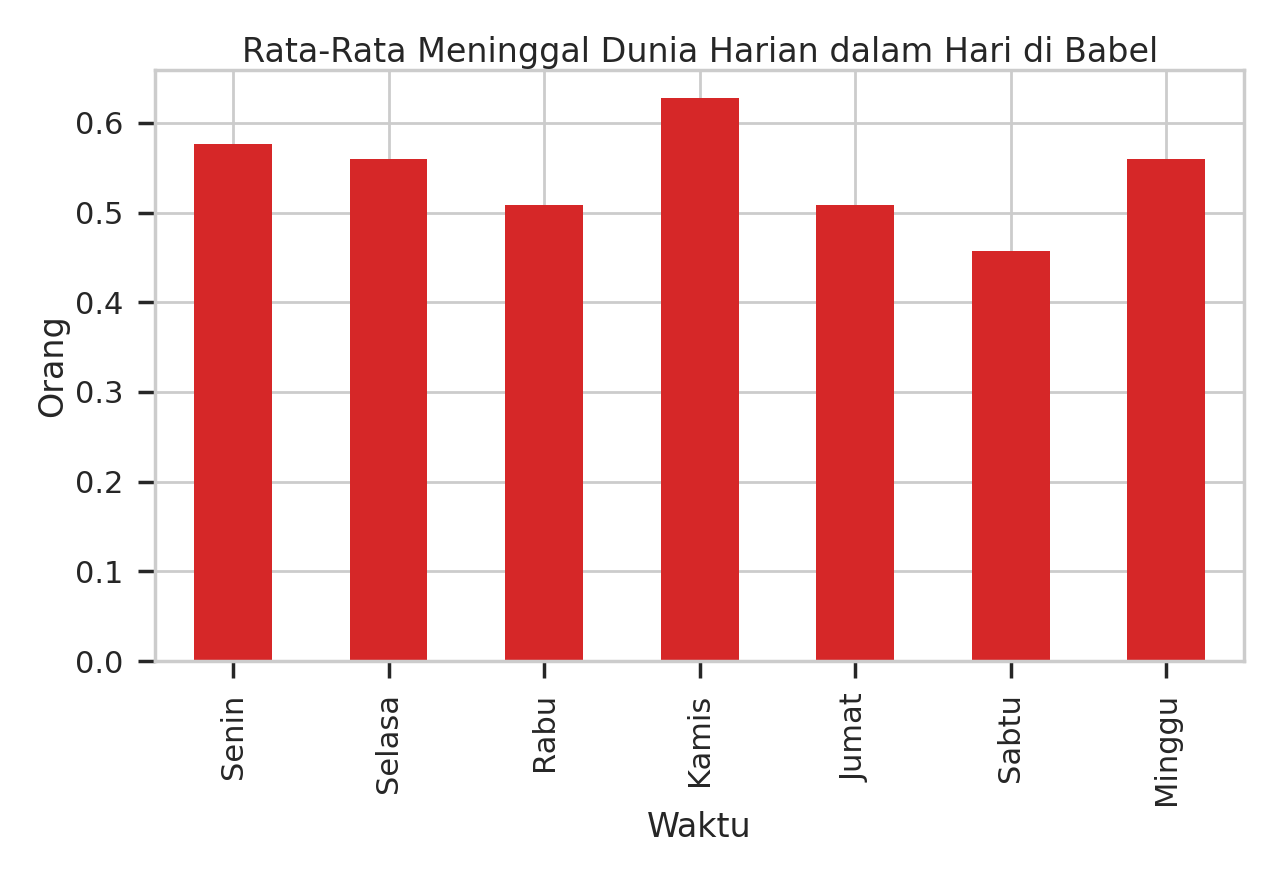 Rata-Rata Meninggal Dunia Harian dalam Hari di Babel
0.6
0.5
0.4
0.3
0.2
0.1
0.0
Orang
Senin
Selasa
Rabu
Kamis
Jumat
Sabtu
Minggu
Waktu